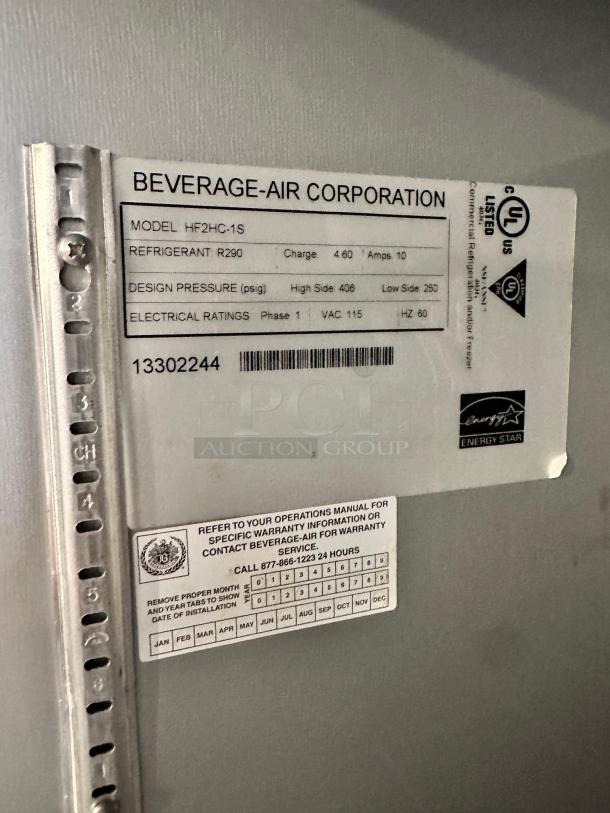 BEVERAGE-AIR CORPORATION
MODEL: HF2HC-1S
REFRIGERANT: R290 Charge: 4.60 Amps: 10
DESIGN PRESSURE (psig) High Side: 406 Low Side: 250
ELECTRICAL RATINGS Phase: 1 VAC: 115 HZ: 60
13302244
C UL US
LISTED
Commercial Refrigeration and/or Freezer
UL
energy
ENERGY STAR
PCI
AUCTION GROUP
REFER TO YOUR OPERATIONS MANUAL FOR
SPECIFIC WARRANTY INFORMATION OR
CONTACT BEVERAGE-AIR FOR WARRANTY
SERVICE.
CALL 877-866-1223 24 HOURS
REMOVE PROPER MONTH
AND YEAR TABS TO SHOW
DATE OF INSTALLATION
YEAR
0 1 2 3 4 5 6 7 8 9
0 1 2 3 4 5 6 7 8 9
JAN FEB MAR APR MAY JUN JUL AUG SEP OCT NOV DEC
1
2
3
CH
4
5
6